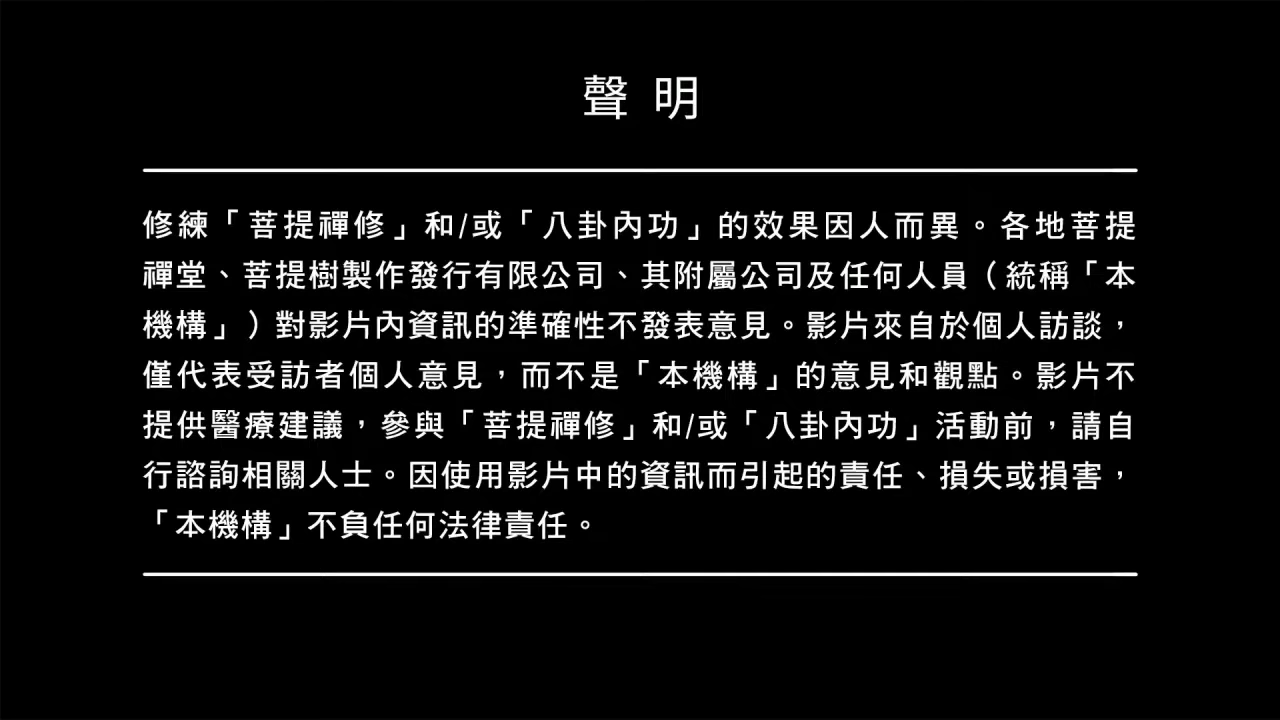 聲明
修練「菩提禪修」和/或「八卦內功」的效果因人而異。各地菩提
禪堂、菩提樹製作發行有限公司、其附屬公司及任何人員（統稱「本
機構」）對影片內資訊的準確性不發表意見。影片來自於個人訪談，
僅代表受訪者個人意見，而不是「本機構」的意見和觀點。影片不
提供醫療建議，參與「菩提禪修」和/或「八卦內功」活動前，請自
行諮詢相關人士。因使用影片中的資訊而引起的責任、損失或損害，
「本機構」不負任何法律責任。